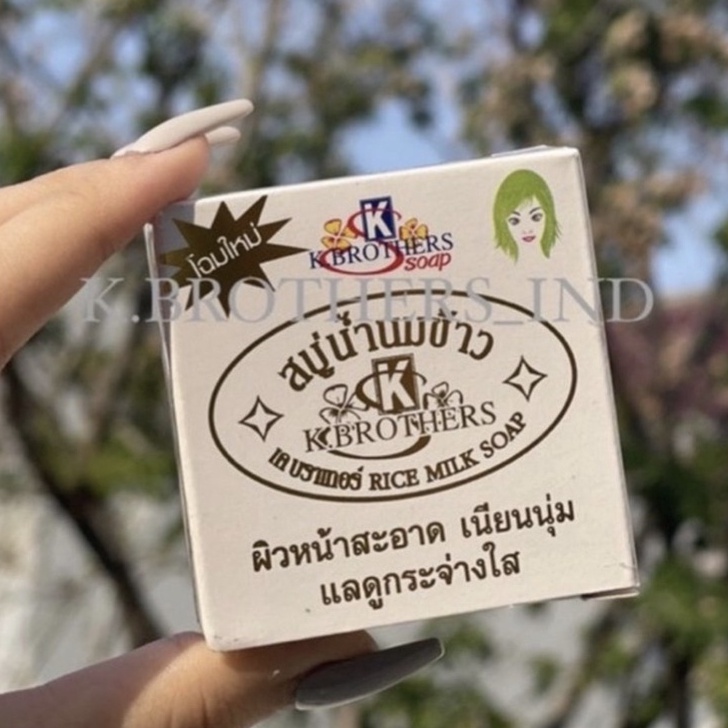 โฉมใหม่
K
K.BROTHERS
soap
K.BROTHERS_IND
สบู่น้ำนมข้าว
K
K.BROTHERS
เค บราเทอร์ RICE MILK SOAP
ผิวหน้าสะอาด เนียนนุ่ม
แลดูกระจ่างใส